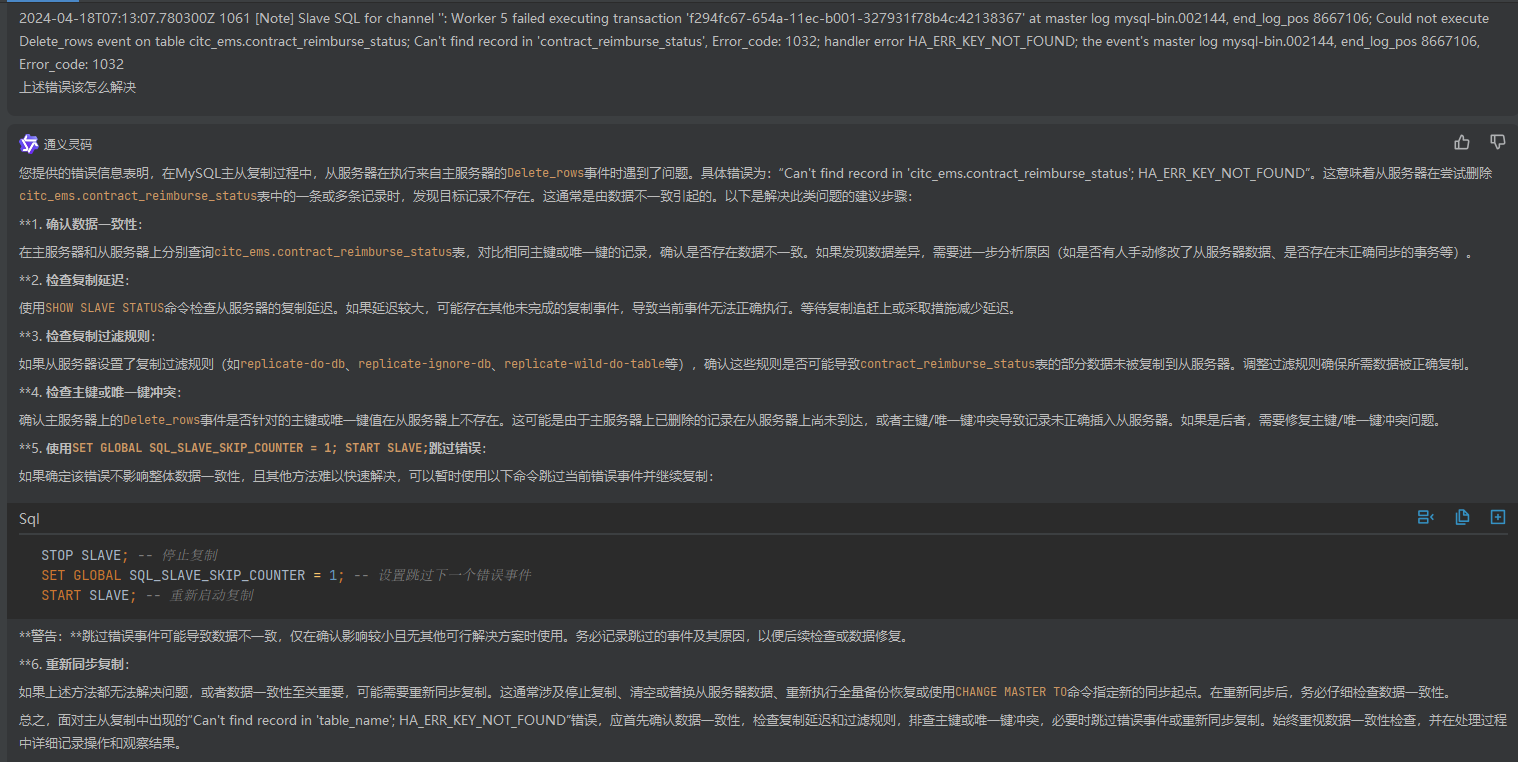 2024-04-18T07:13:07.780300Z 1061 [Note] Slave SQL for channel '': Worker 5 failed executing transaction 'f294fc67-654a-11ec-b001-327931f78b4c:42138367' at master log mysql-bin.002144, end_log_pos 8667106; Could not execute
Delete_rows event on table citc_ems.contract_reimburse_status; Can't find record in 'contract_reimburse_status', Error_code: 1032; handler error HA_ERR_KEY_NOT_FOUND; the event's master log mysql-bin.002144, end_log_pos 8667106,
Error_code: 1032
上述错误该怎么解决
通义灵码
您提供的错误信息表明，在MySQL主从复制过程中，从服务器在执行来自主服务器的Delete_rows事件时遇到了问题。具体错误为："Can't find record in 'citc_ems.contract_reimburse_status'; HA_ERR_KEY_NOT_FOUND"。这意味着从服务器在尝试删除
citc_ems.contract_reimburse_status表中的一条或多条记录时，发现目标记录不存在。这通常是由数据不一致引起的。以下是解决此类问题的建议步骤：
**1. 确认数据一致性：
在主服务器和从服务器上分别查询citc_ems.contract_reimburse_status表，对比相同主键或唯一键的记录，确认是否存在数据不一致。如果发现数据差异，需要进一步分析原因（如是否有人手动修改了从服务器数据、是否存在未正确同步的事务等）。
**2. 检查复制延迟：
使用SHOW SLAVE STATUS命令检查从服务器的复制延迟。如果延迟较大，可能存在其他未完成的复制事件，导致当前事件无法正确执行。等待复制追赶上或采取措施减少延迟。
**3. 检查复制过滤规则：
如果从服务器设置了复制过滤规则（如replicate-do-db、replicate-ignore-db、replicate-wild-do-table等），确认这些规则是否可能导致contract_reimburse_status表的部分数据未被复制到从服务器。调整过滤规则确保所需数据被正确复制。
**4. 检查主键或唯一键冲突：
确认主服务器上的Delete_rows事件是否针对的主键或唯一键值在从服务器上不存在。这可能是由于主服务器上已删除的记录在从服务器上尚未到达，或者主键/唯一键冲突导致记录未正确插入从服务器。如果是后者，需要修复主键/唯一键冲突问题。
**5. 使用SET GLOBAL SQL_SLAVE_SKIP_COUNTER = 1; START SLAVE;跳过错误：
如果确定该错误不影响整体数据一致性，且其他方法难以快速解决，可以暂时使用以下命令跳过当前错误事件并继续复制：
Sql
STOP SLAVE; -- 停止复制
SET GLOBAL SQL_SLAVE_SKIP_COUNTER = 1; -- 设置跳过下一个错误事件
START SLAVE; -- 重新启动复制
**警告：**跳过错误事件可能导致数据不一致，仅在确认影响较小且无其他可行解决方案时使用。务必记录跳过的事件及其原因，以便后续检查或数据修复。
**6. 重新同步复制：
如果上述方法都无法解决问题，或者数据一致性至关重要，可能需要重新同步复制。这通常涉及停止复制、清空或替换从服务器数据、重新执行全量备份恢复或使用CHANGE MASTER TO命令指定新的同步起点。在重新同步后，务必仔细检查数据一致性。
总之，面对主从复制中出现的"Can't find record in 'table_name'; HA_ERR_KEY_NOT_FOUND"错误，应首先确认数据一致性，检查复制延迟和过滤规则，排查主键或唯一键冲突，必要时跳过错误事件或重新同步复制。始终重视数据一致性检查，并在处理过程
中详细记录操作和观察结果。